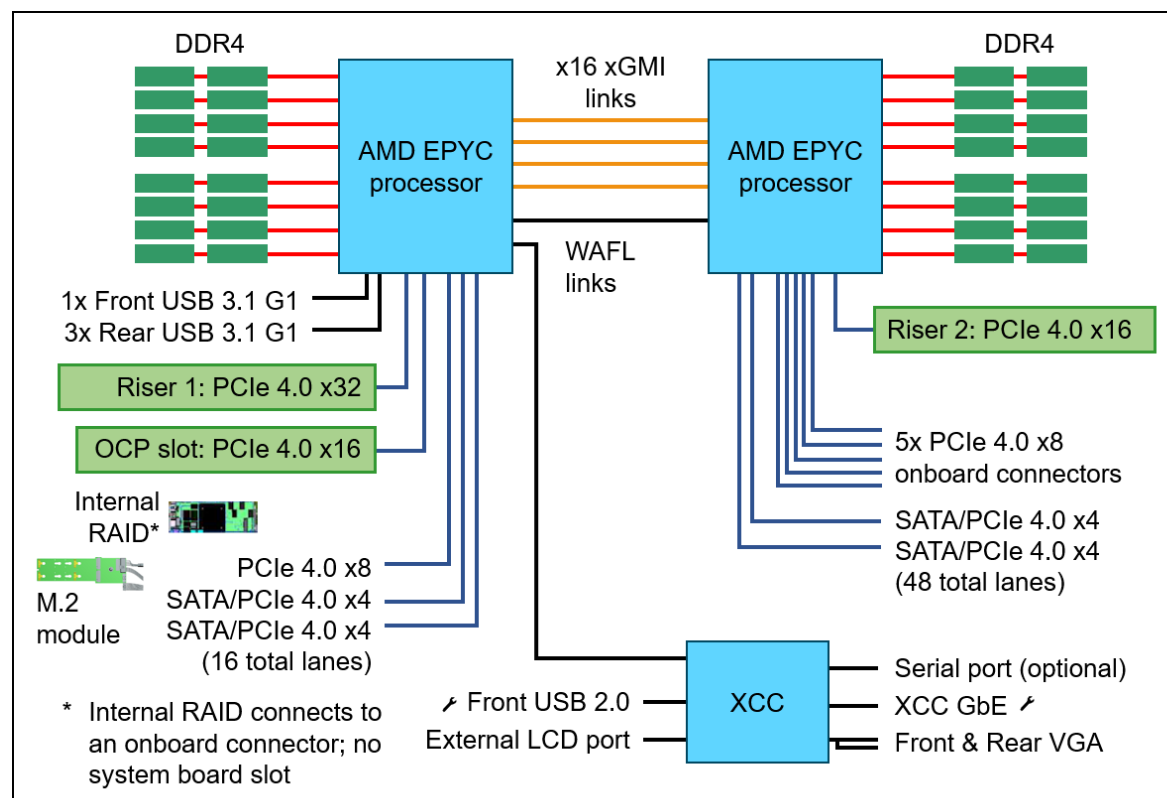 DDR4
DDR4
x16 xGMI
links
AMD EPYC
processor
AMD EPYC
processor
WAFL
links
1x Front USB 3.1 G1
3x Rear USB 3.1 G1
Riser 1: PCIe 4.0 x32
OCP slot: PCIe 4.0 x16
Internal
RAID*
M.2
module
PCIe 4.0 x8
SATA/PCIe 4.0 x4
SATA/PCIe 4.0 x4
(16 total lanes)
* Internal RAID connects to
an onboard connector; no
system board slot
Riser 2: PCIe 4.0 x16
5x PCIe 4.0 x8
onboard connectors
SATA/PCIe 4.0 x4
SATA/PCIe 4.0 x4
(48 total lanes)
Front USB 2.0
External LCD port
XCC
Serial port (optional)
XCC GbE
Front & Rear VGA